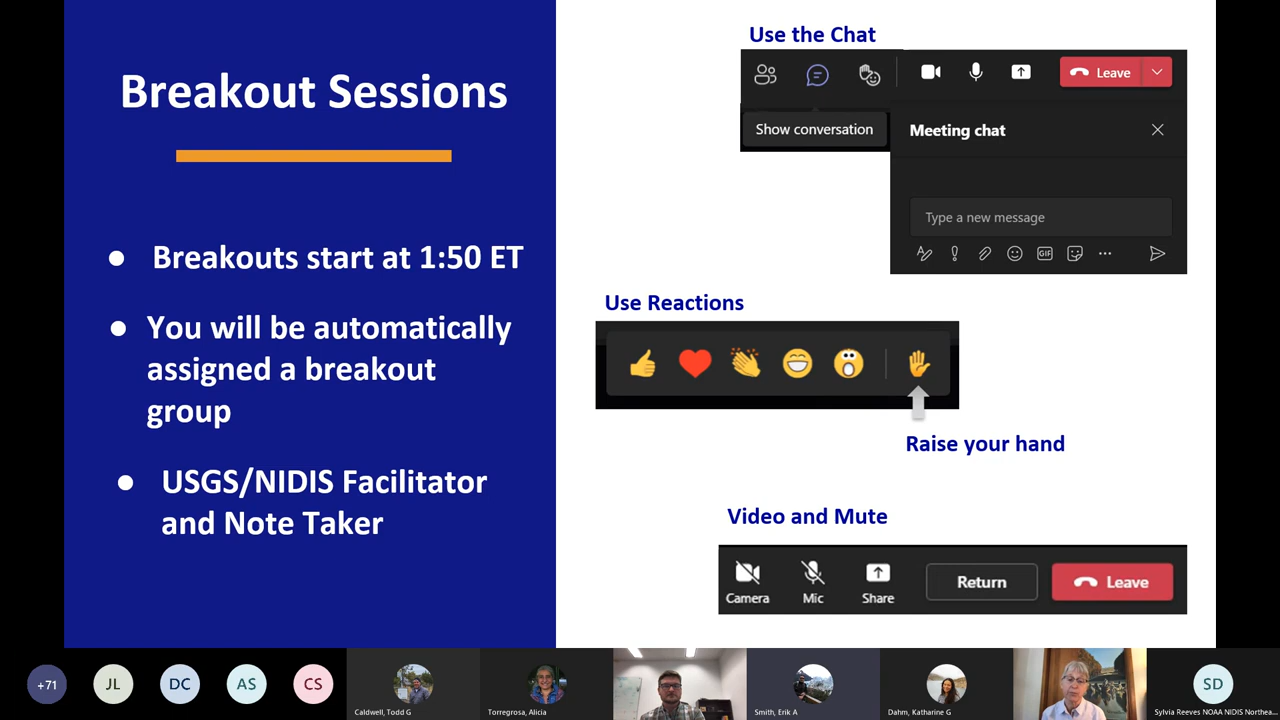 Breakout Sessions
● Breakouts start at 1:50 ET
● You will be automatically
assigned a breakout
group
● USGS/NIDIS Facilitator
and Note Taker
Use the Chat
Leave
Show conversation
Meeting chat
Type a new message
GIF
Use Reactions
Raise your hand
Video and Mute
Camera
Mic
Share
Return
Leave
+71
JL
DC
AS
CS
Caldwell, Todd G
Torregrosa, Alicia
Smith, Erik A
Dahm, Katharine G
SD
Sylvia Reeves NOAA NIDIS Northea...